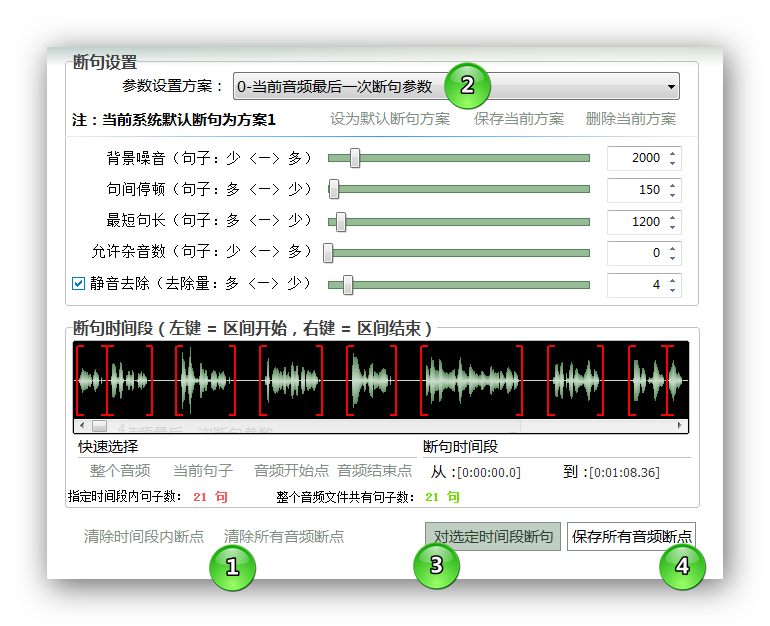 断句设置
参数设置方案： 0-当前音频最后一次断句参数 2
注：当前系统默认断句为方案1 设为默认断句方案 保存当前方案 删除当前方案
背景噪音（句子：少 <—> 多） 2000
句间停顿（句子：多 <—> 少） 150
最短句长（句子：多 <—> 少） 1200
允许杂音数（句子：少 <—> 多） 0
静音去除（去除量：多 <—> 少） 4
断句时间段（左键 = 区间开始，右键 = 区间结束）
快速选择 断句时间段
整个音频 当前句子 音频开始点 音频结束点 从：[0:00:00.0] 到：[0:01:08.36]
指定时间段内句子数： 21 句 整个音频文件共有句子数： 21 句
清除时间段内断点 清除所有音频断点 对选定时间段断句 保存所有音频断点
1 3 4